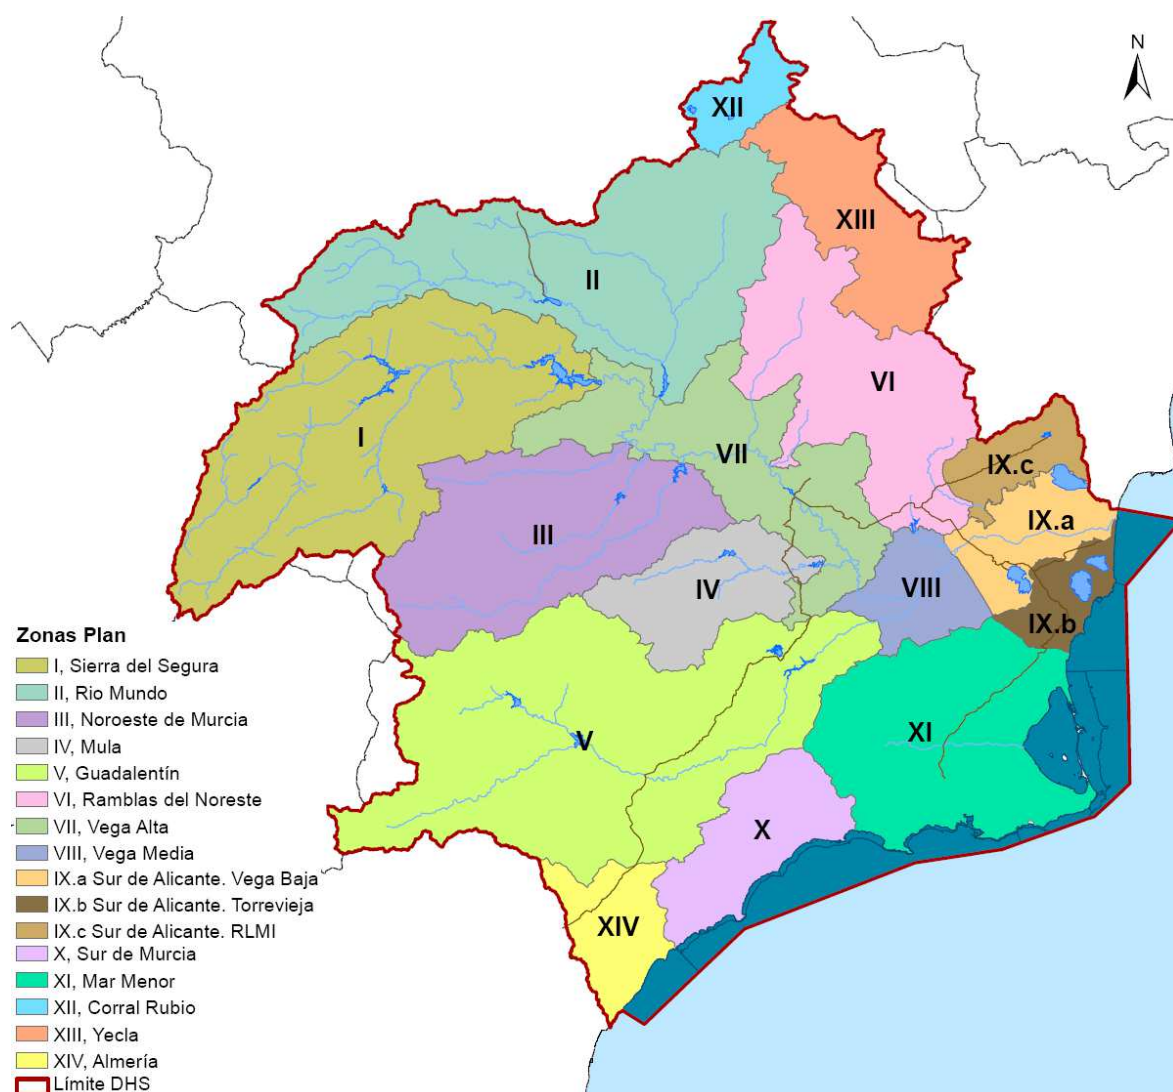 N
XII
XIII
II
VI
I
VII
IX.c
IX.a
III
VIII
IV
IX.b
XI
V
X
XIV
Zonas Plan
I, Sierra del Segura
II, Rio Mundo
III, Noroeste de Murcia
IV, Mula
V, Guadalentín
VI, Ramblas del Noreste
VII, Vega Alta
VIII, Vega Media
IX.a Sur de Alicante. Vega Baja
IX.b Sur de Alicante. Torrevieja
IX.c Sur de Alicante. RLMI
X, Sur de Murcia
XI, Mar Menor
XII, Corral Rubio
XIII, Yecla
XIV, Almería
Límite DHS